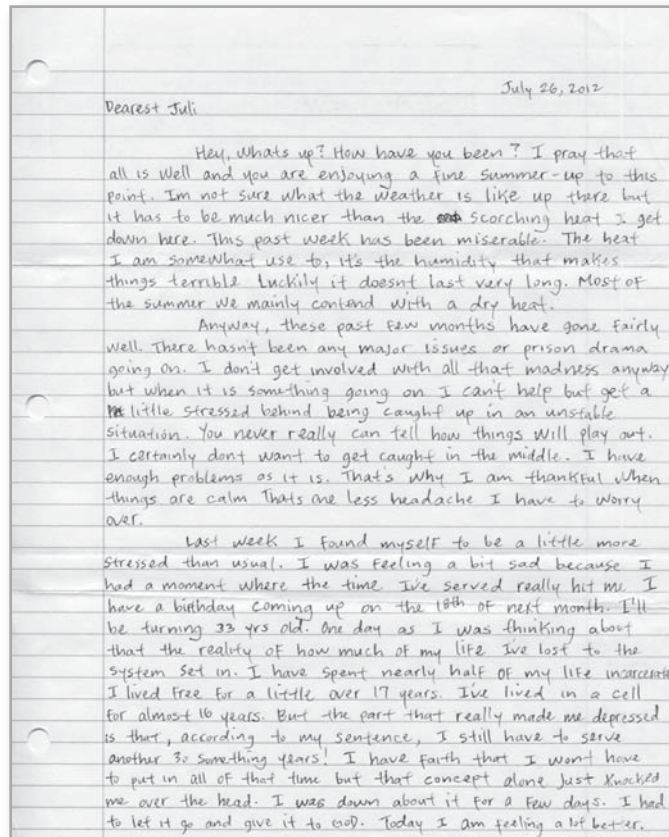 July 26, 2012
Dearest Juli
Hey, whats up? How have you been? I pray that
all is well and you are enjoying a fine summer-up to this
point. Im not sure what the weather is like up there but
it has to be much nicer than the scorching heat I get
down here. This past week has been miserable. The heat
I am somewhat use to, it's the humidity that makes
things terrible Luckily it doesnt last very long. Most of
the summer we mainly contend with a dry heat.
Anyway, these past few months have gone fairly
well. There hasn't been any major issues or prison drama
going on. I don't get involved with all that madness anyway
but when it is something going on I can't help but get a
little stressed behind being caught up in an unstable
situation. You never really can tell how things will play out.
I certainly dont want to get caught in the middle. I have
enough problems as it is. That's why I am thankful when
things are calm Thats one less headache I have to worry
over.
Last week I found myself to be a little more
stressed than usual. I was feeling a bit sad because I
had a moment where the time I've served really hit me. I
have a birthday coming up on the 18th of next month. I'll
be turning 33 yrs old. One day as I was thinking about
that the reality of how much of my life I've lost to the
system set in. I have spent nearly half of my life incarcerate
I lived free for a little over 17 years. I've lived in a cell
for almost 16 years. But the part that really made me depressed
is that, according to my sentence, I still have to serve
another 30 something years! I have faith that I wont have
to put in all of that time but that concept alone just knocked
me over the head. I was down about it for a few days. I had
to let it go and give it to GOD. Today I am feeling a lot better.